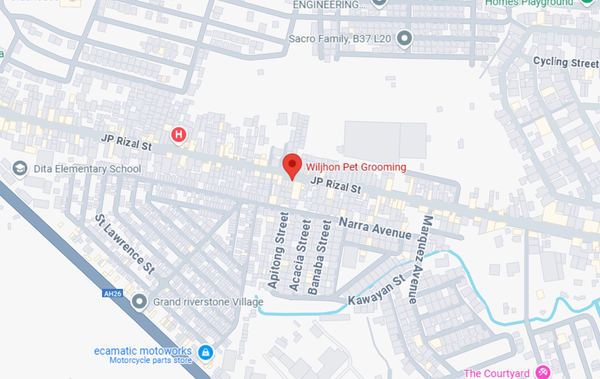 ENGINEERING...
Homes Playground
Sacro Family, B37 L20
Cycling Street
JP Rizal St
H
Wiljhon Pet Grooming
Dita Elementary School
JP Rizal St
St Lawrence St
Apitong Street
Acacia Street
Banaba Street
Narra Avenue
Marquez Avenue
Kawayan St
AH26
Grand riverstone Village
ecamatic motoworks
Motorcycle parts store
The Courtyard